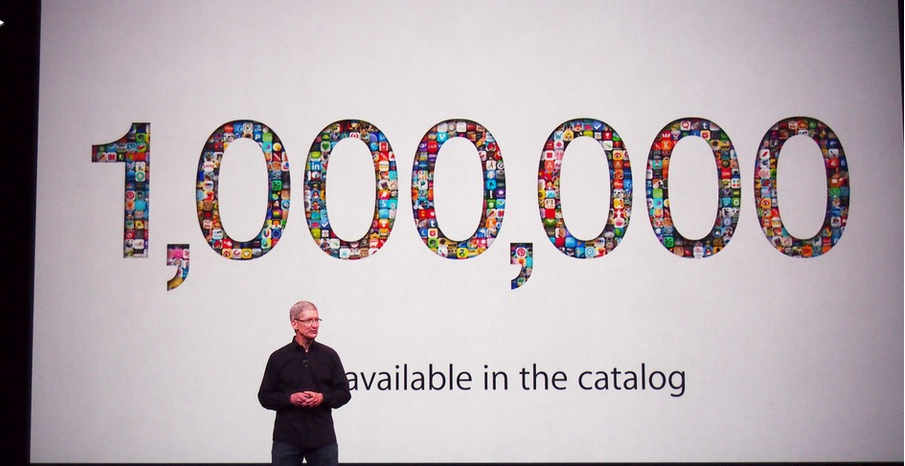 1,000,000
available in the catalog